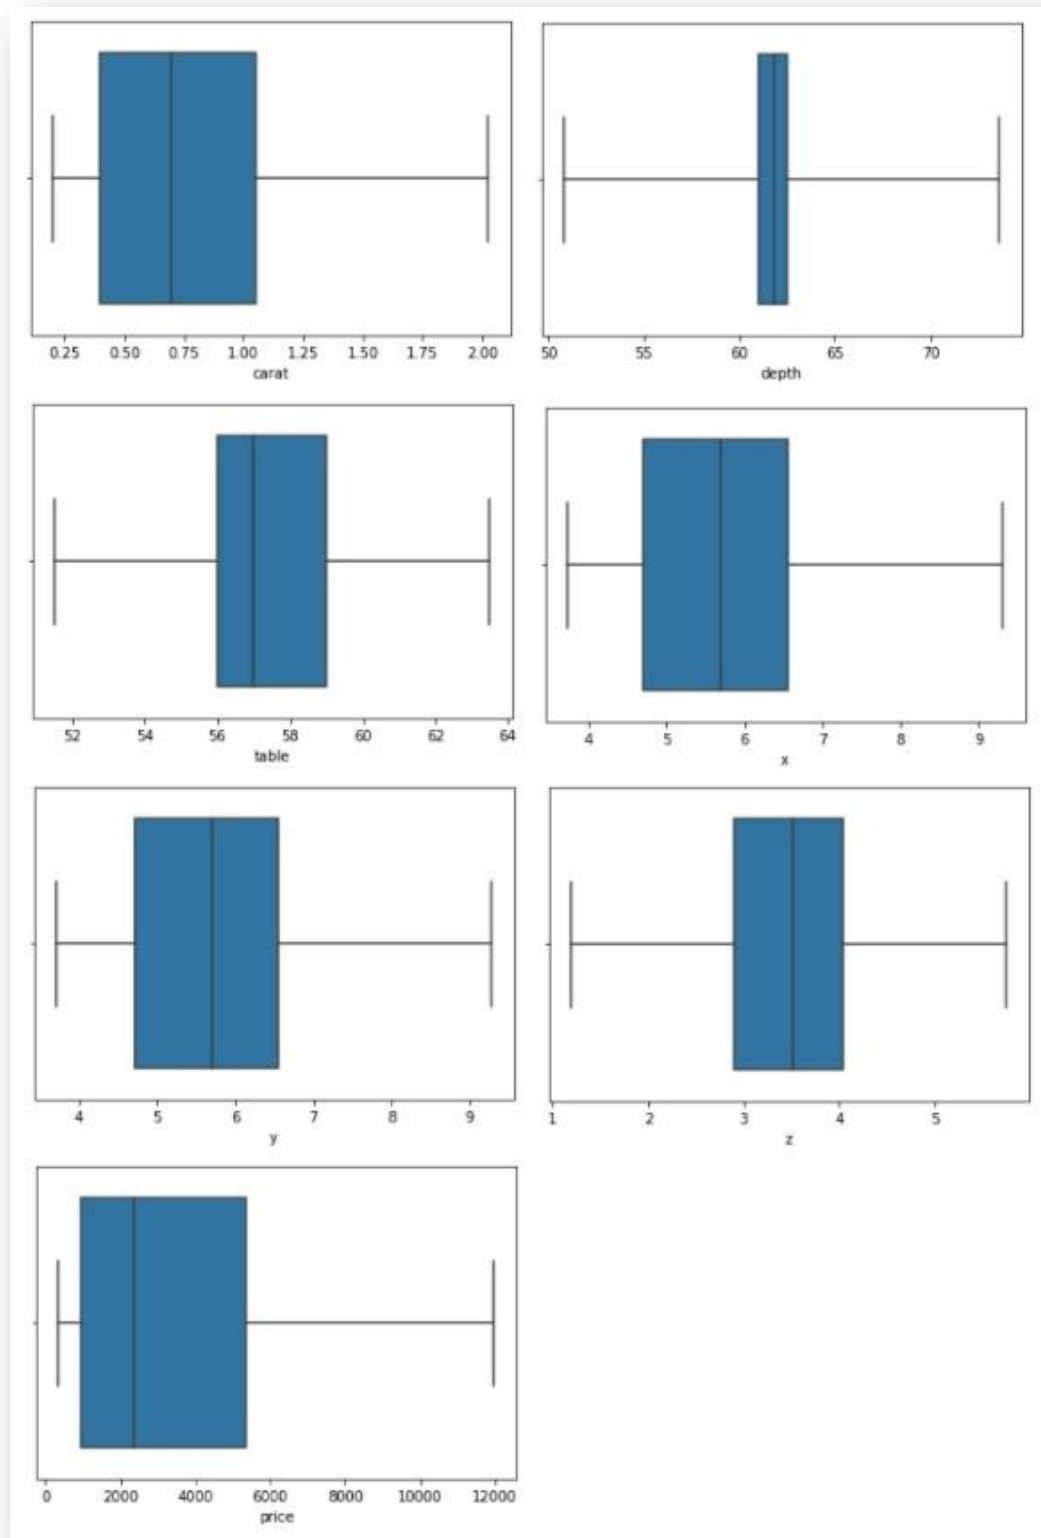 0.25 0.50 0.75 1.00 1.25 1.50 1.75 2.00
carat
50 55 60 65 70
depth
52 54 56 58 60 62 64
table
4 5 6 7 8 9
x
4 5 6 7 8 9
y
1 2 3 4 5
z
0 2000 4000 6000 8000 10000 12000
price